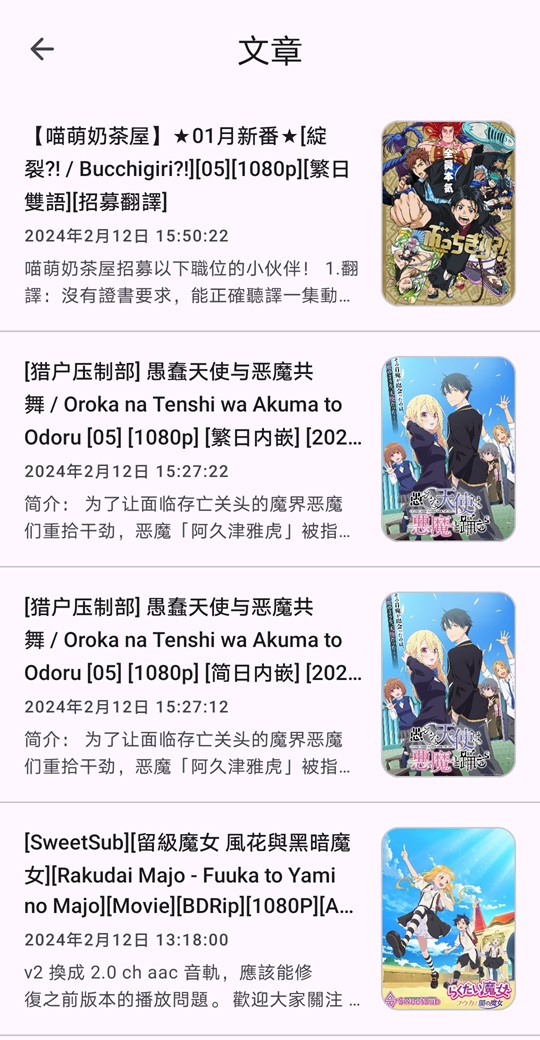 文章
【喵萌奶茶屋】★01月新番★[綻
裂?! / Bucchigiri?!][05][1080p][繁日
雙語][招募翻譯]
2024年2月12日 15:50:22
喵萌奶茶屋招募以下職位的小伙伴！ 1.翻
譯：沒有證書要求，能正確聽譯一集動…
全員本気
ぶっちぎり?!
[猎户压制部] 愚蠢天使与恶魔共
舞 / Oroka na Tenshi wa Akuma to
Odoru [05] [1080p] [繁日内嵌] [202…
2024年2月12日 15:27:22
简介： 为了让面临存亡关头的魔界恶魔
们重拾干劲，恶魔「阿久津雅虎」被指…
愚かな天使は
悪魔と踊る
[猎户压制部] 愚蠢天使与恶魔共
舞 / Oroka na Tenshi wa Akuma to
Odoru [05] [1080p] [简日内嵌] [202…
2024年2月12日 15:27:12
简介： 为了让面临存亡关头的魔界恶魔
们重拾干劲，恶魔「阿久津雅虎」被指…
愚かな天使は
悪魔と踊る
[SweetSub][留級魔女 風花與黑暗魔
女][Rakudai Majo - Fuuka to Yami
no Majo][Movie][BDRip][1080P][A…
2024年2月12日 13:18:00
v2 換成 2.0 ch aac 音軌，應該能修
復之前版本的播放問題。歡迎大家關注 …
らくだい魔女
フウカと闇の魔女